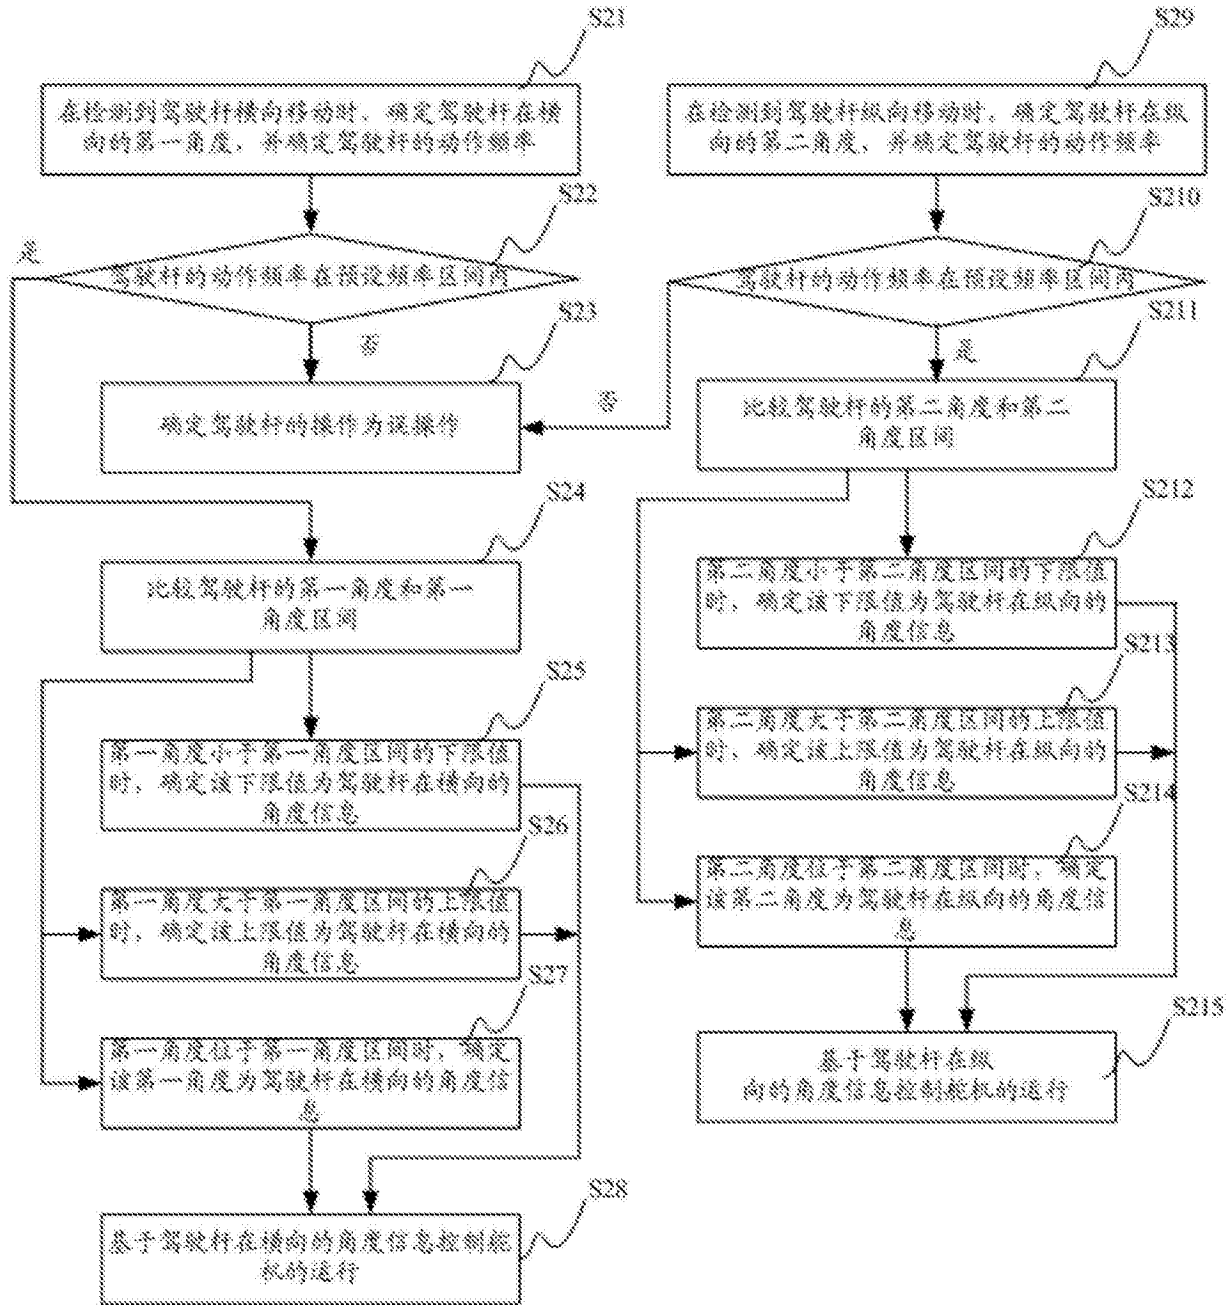 S21
在检测到驾驶杆横向移动时，确定驾驶杆在横
向的第一角度，并确定驾驶杆的动作频率
S22
是
驾驶杆的动作频率在预设频率区间内
S23
否
确定驾驶杆的操作为误操作
S24
比较驾驶杆的第一角度和第一
角度区间
S25
第一角度小于第一角度区间的下限值
时，确定该下限值为驾驶杆在横向的
角度信息
S26
第一角度大于第一角度区间的上限值
时，确定该上限值为驾驶杆在横向的
角度信息
S27
第一角度位于第一角度区间时，确定
该第一角度为驾驶杆在横向的角度信
息
S28
基于驾驶杆在横向的角度信息控制舵
机的运行
S29
在检测到驾驶杆纵向移动时，确定驾驶杆在纵
向的第二角度，并确定驾驶杆的动作频率
S210
驾驶杆的动作频率在预设频率区间内
S211
否
是
比较驾驶杆的第二角度和第二
角度区间
S212
第二角度小于第二角度区间的下限值
时，确定该下限值为驾驶杆在纵向的
角度信息
S213
第二角度大于第二角度区间的上限值
时，确定该上限值为驾驶杆在纵向的
角度信息
S214
第二角度位于第二角度区间时，确定
该第二角度为驾驶杆在纵向的角度信
息
S215
基于驾驶杆在纵
向的角度信息控制舵机的运行